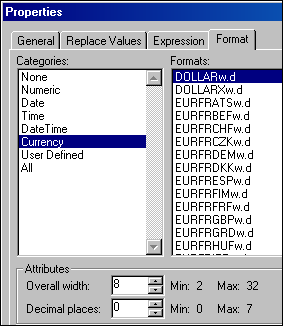 Properties
General Replace Values Expression Format
Categories: Formats:
None DOLLARw.d
Numeric DOLLARXw.d
Date EURFRATSw.d
Time EURFRBEFw.d
DateTime EURFRCHFw.d
Currency EURFRCZKw.d
User Defined EURFRDEMw.d
All EURFRDKKw.d
EURFRESPw.d
EURFRFIMw.d
EURFRFRFw.d
EURFRGBPw.d
EURFRGRDw.d
EURFRHUFw.d
Attributes
Overall width: 8 Min: 2 Max: 32
Decimal places: 0 Min: 0 Max: 7